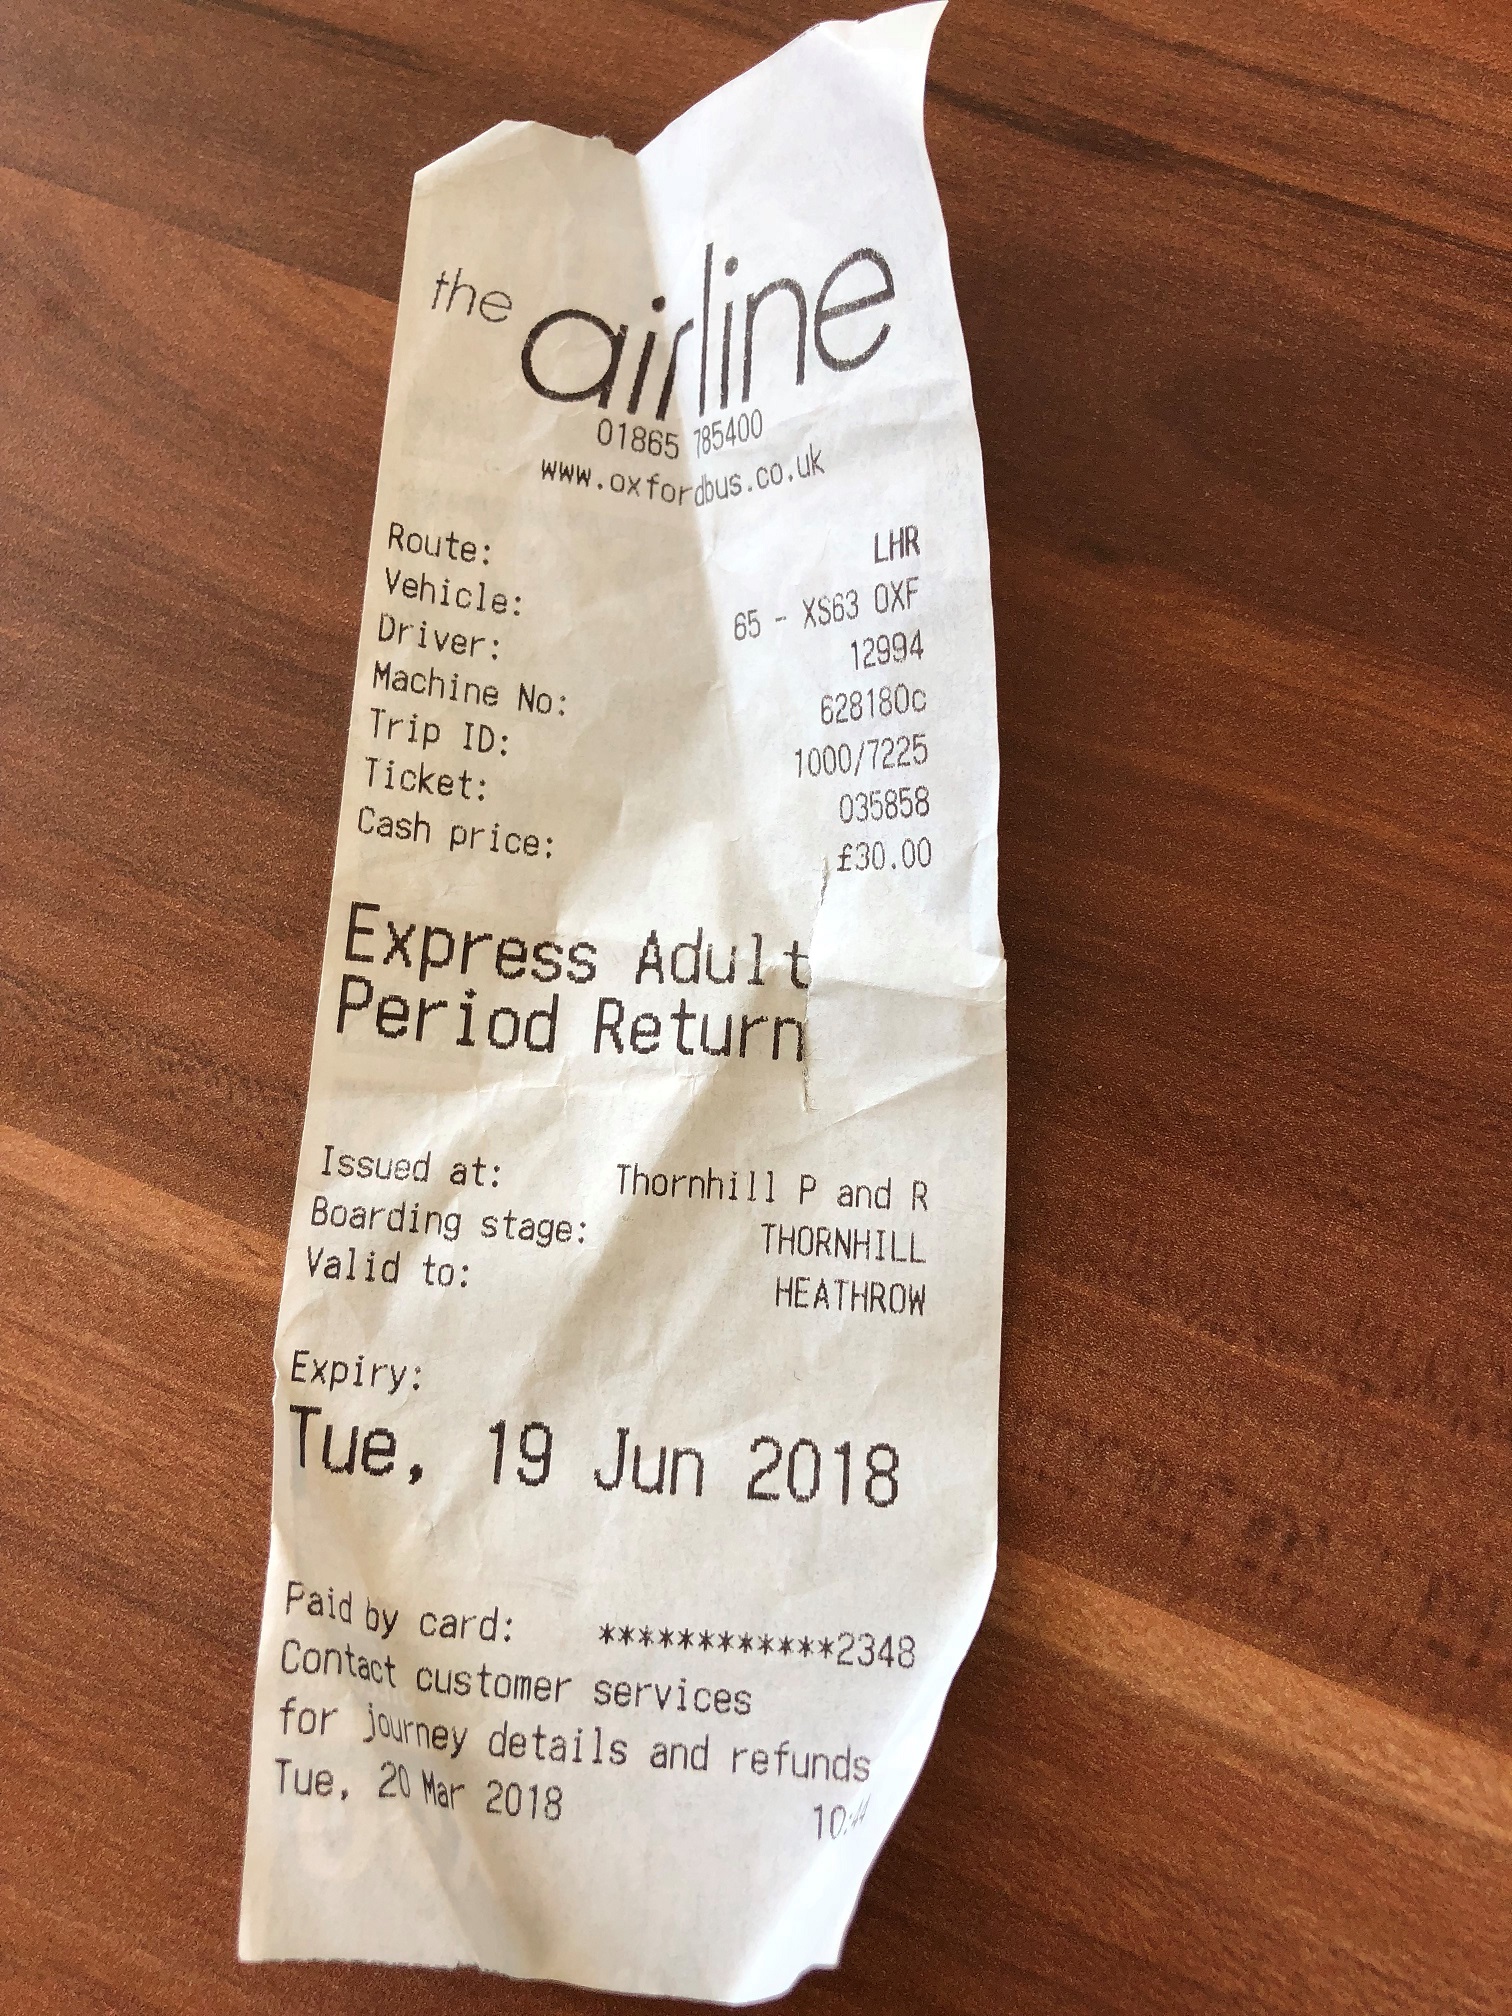 the airline
01865 785400
www.oxfordbus.co.uk
Route: LHR
Vehicle: 65 - XS63 OXF
Driver: 12994
Machine No: 628180c
Trip ID: 1000/7225
Ticket: 035858
Cash price: £30.00
Express Adult
Period Return
Issued at: Thornhill P and R
Boarding stage: THORNHILL
Valid to: HEATHROW
Expiry:
Tue, 19 Jun 2018
Paid by card: ************2348
Contact customer services
for journey details and refunds
Tue, 20 Mar 2018 10:44